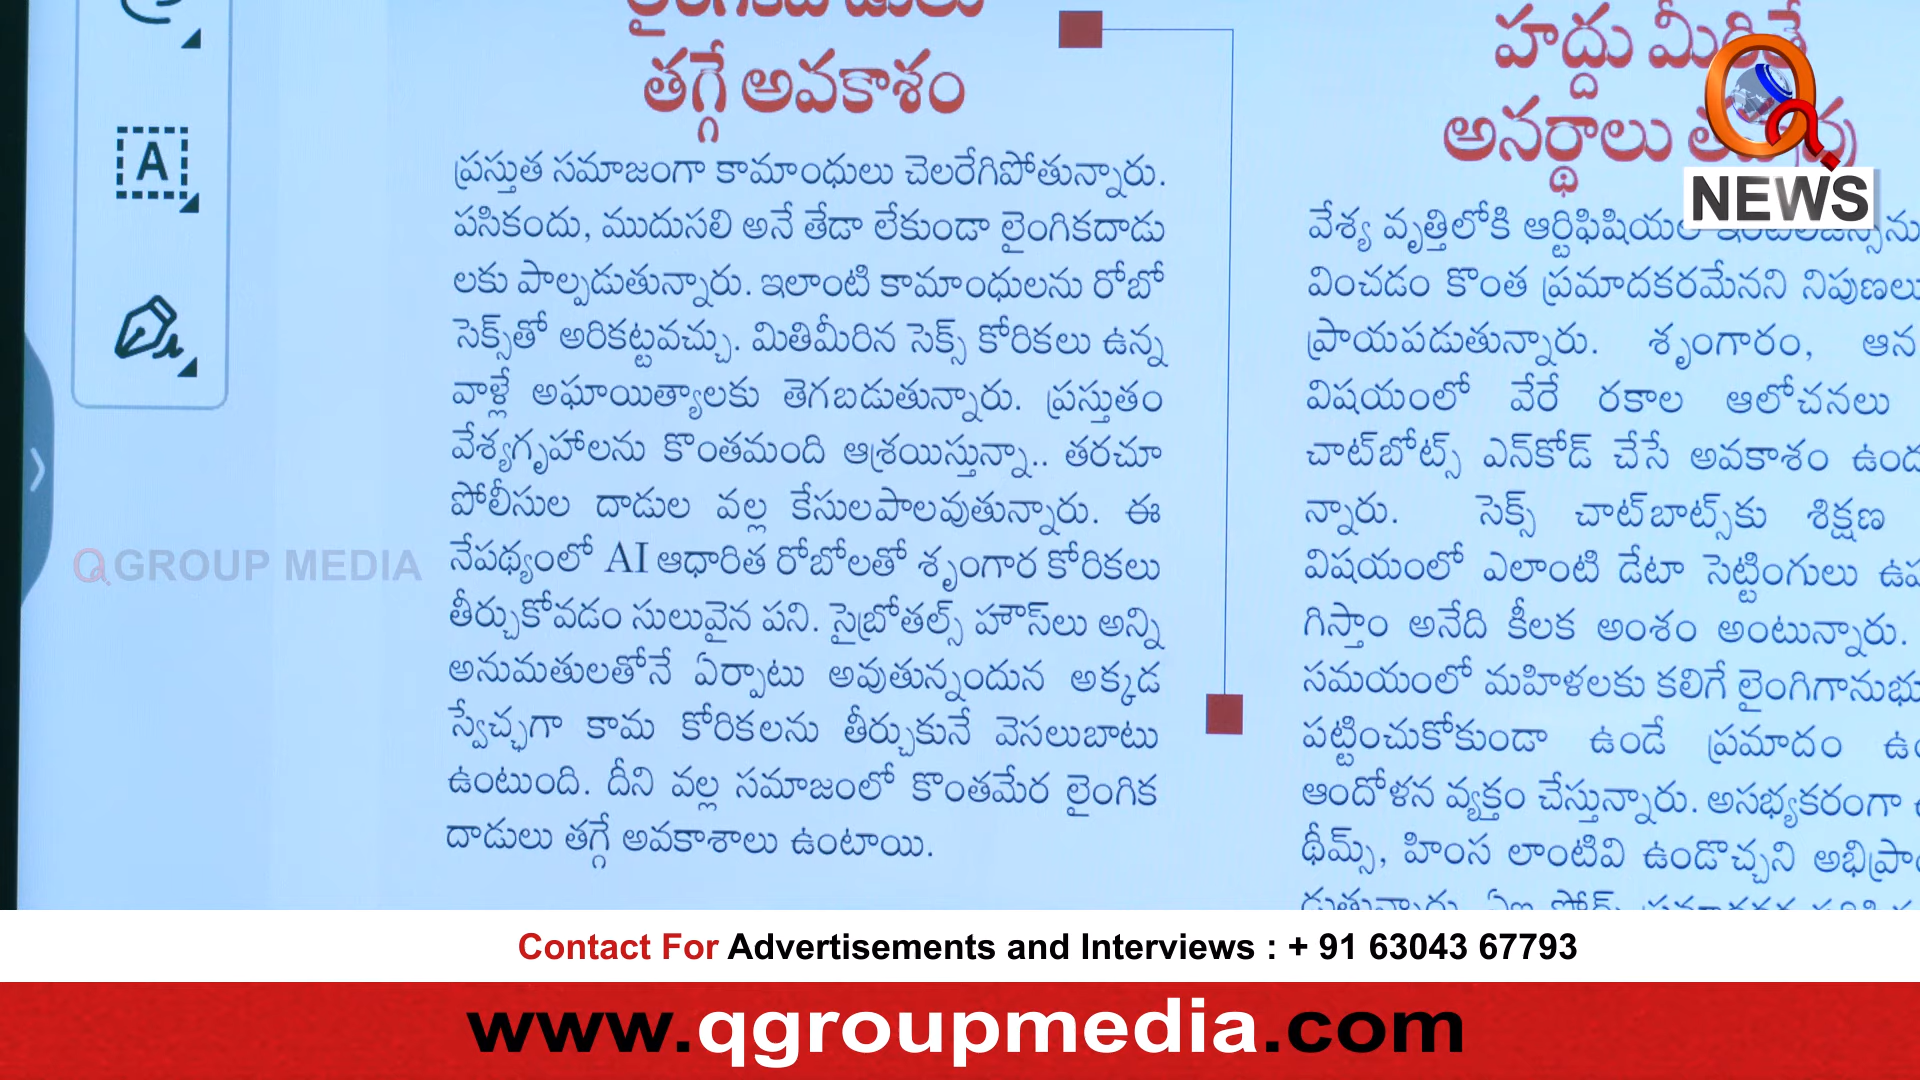 తగ్గే అవకాశం
ప్రస్తుత సమాజంగా కామాంధులు చెలరేగిపోతున్నారు.
పసికందు, ముదుసలి అనే తేడా లేకుండా లైంగికదాడు
లకు పాల్పడుతున్నారు. ఇలాంటి కామాంధులను రోబో
సెక్స్‌తో అరికట్టవచ్చు. మితిమీరిన సెక్స్ కోరికలు ఉన్న
వాళ్లే అఘాయిత్యాలకు తెగబడుతున్నారు. ప్రస్తుతం
వేశ్యగృహాలను కొంతమంది ఆశ్రయిస్తున్నా.. తరచూ
పోలీసుల దాడుల వల్ల కేసులపాలవుతున్నారు. ఈ
నేపథ్యంలో AI ఆధారిత రోబోలతో శృంగార కోరికలు
తీర్చుకోవడం సులువైన పని. సైబ్రోతల్స్ హౌస్‌లు అన్ని
అనుమతులతోనే ఏర్పాటు అవుతున్నందున అక్కడ
స్వేచ్ఛగా కామ కోరికలను తీర్చుకునే వెసలుబాటు
ఉంటుంది. దీని వల్ల సమాజంలో కొంతమేర లైంగిక
దాడులు తగ్గే అవకాశాలు ఉంటాయి.
హద్దు మీరితే
అనర్థాలు
వేశ్య వృత్తిలోకి ఆర్టిఫిషియల్
వించడం కొంత ప్రమాదకరమేనని నిపుణలు
ప్రాయపడుతున్నారు. శృంగారం, ఆన
విషయంలో వేరే రకాల ఆలోచనలు
చాట్‌బోట్స్ ఎన్‌కోడ్ చేసే అవకాశం ఉంద
న్నారు. సెక్స్ చాట్‌బాట్స్‌కు శిక్షణ
విషయంలో ఎలాంటి డేటా సెట్టింగులు ఉప
గిస్తాం అనేది కీలక అంశం అంటున్నారు.
సమయంలో మహిళలకు కలిగే లైంగిగానుభు
పట్టించుకోకుండా ఉండే ప్రమాదం ఉం
ఆందోళన వ్యక్తం చేస్తున్నారు. అసభ్యకరంగా
థీమ్స్, హింస లాంటివి ఉండొచ్చని అభిప్రా
A
Q NEWS
Q GROUP MEDIA
Contact For Advertisements and Interviews : + 91 63043 67793
www.qgroupmedia.com